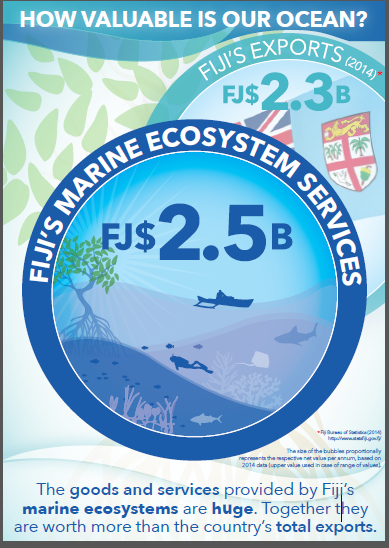 HOW VALUABLE IS OUR OCEAN?
FIJI'S EXPORTS (2014)*
FJ$2.3B
FIJI'S MARINE ECOSYSTEM SERVICES
FJ$2.5B
*Fiji Bureau of Statistics (2014)
http://www.statsfiji.gov.fj/
The size of the bubbles proportionally
represents the respective net value per annum, based on
2014 data (upper value used in case of range of values).
The goods and services provided by Fiji's
marine ecosystems are huge. Together they
are worth more than the country's total exports.